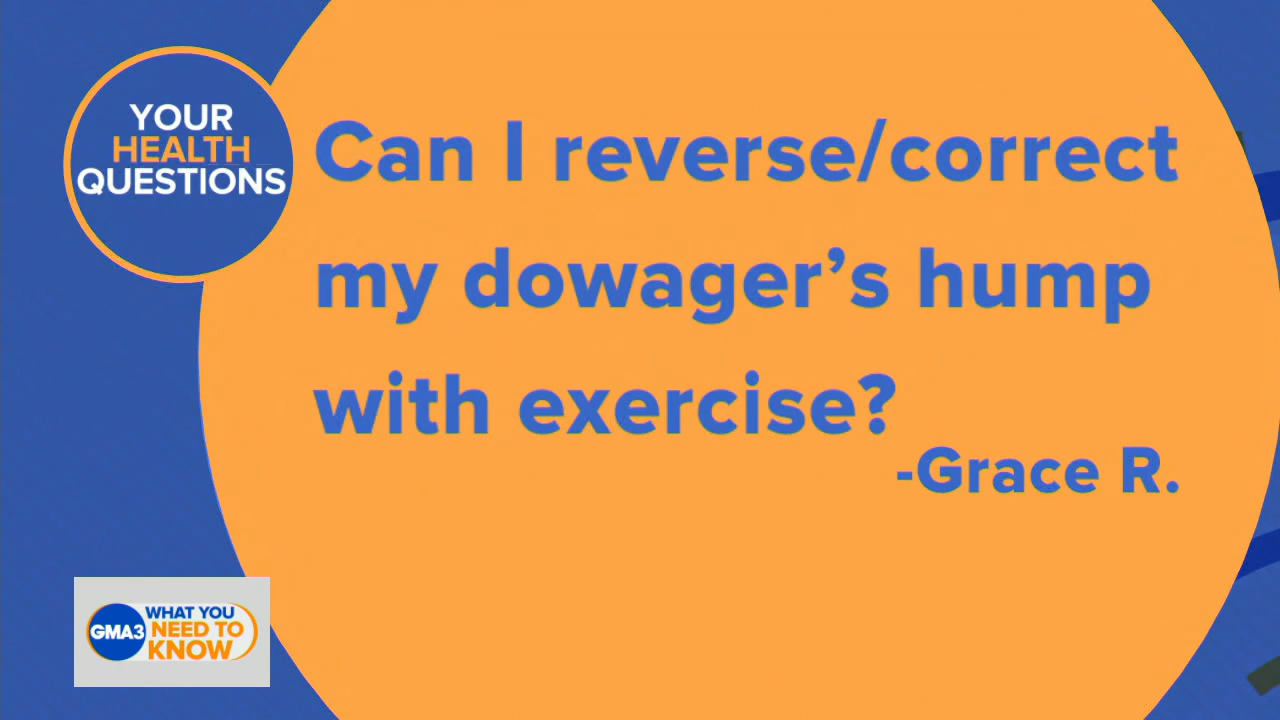 YOUR
HEALTH
QUESTIONS
Can I reverse/correct
my dowager’s hump
with exercise?
-Grace R.
GMA3
WHAT YOU
NEED TO
KNOW